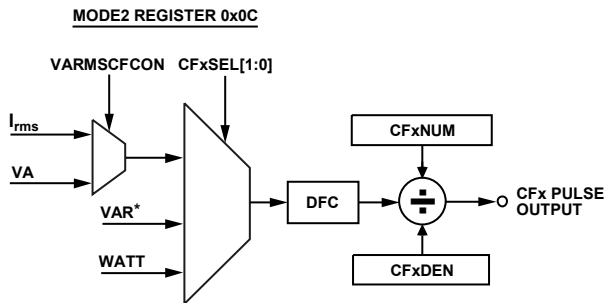 MODE2 REGISTER 0x0C
VARMSCFCON
CFxSEL[1:0]
Irms
VA
VAR*
WATT
DFC
CFxNUM
÷
CFxDEN
CFx PULSE
OUTPUT